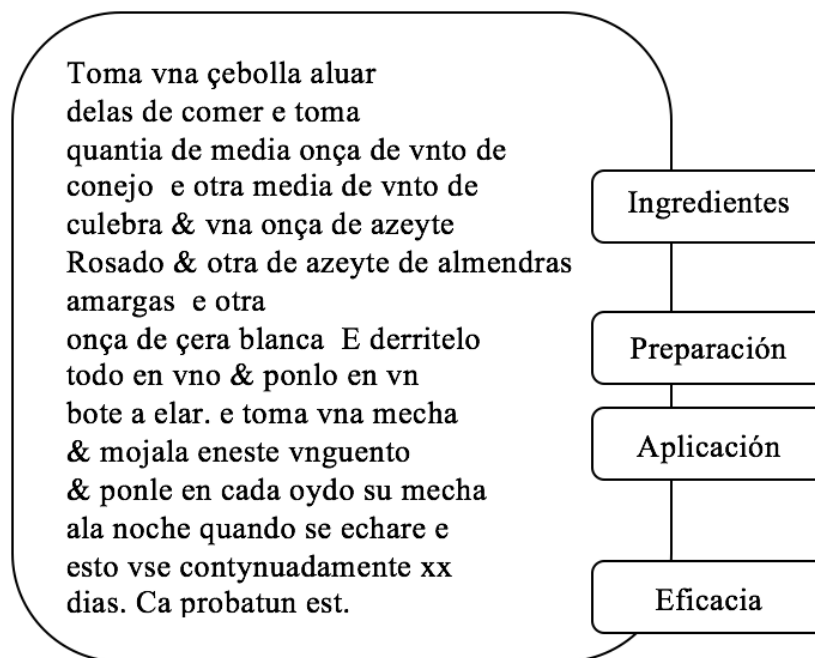 Toma vna çebolla aluar
delas de comer e toma
quantia de media onça de vnto de
conejo e otra media de vnto de
culebra & vna onça de azeyte
Rosado & otra de azeyte de almendras
amargas e otra
onça de çera blanca E derritelo
todo en vno & ponlo en vn
bote a elar. e toma vna mecha
& mojala eneste vnguento
& ponle en cada oydo su mecha
ala noche quando se echare e
esto vse contynuadamente xx
dias. Ca probatun est.
Ingredientes
Preparación
Aplicación
Eficacia